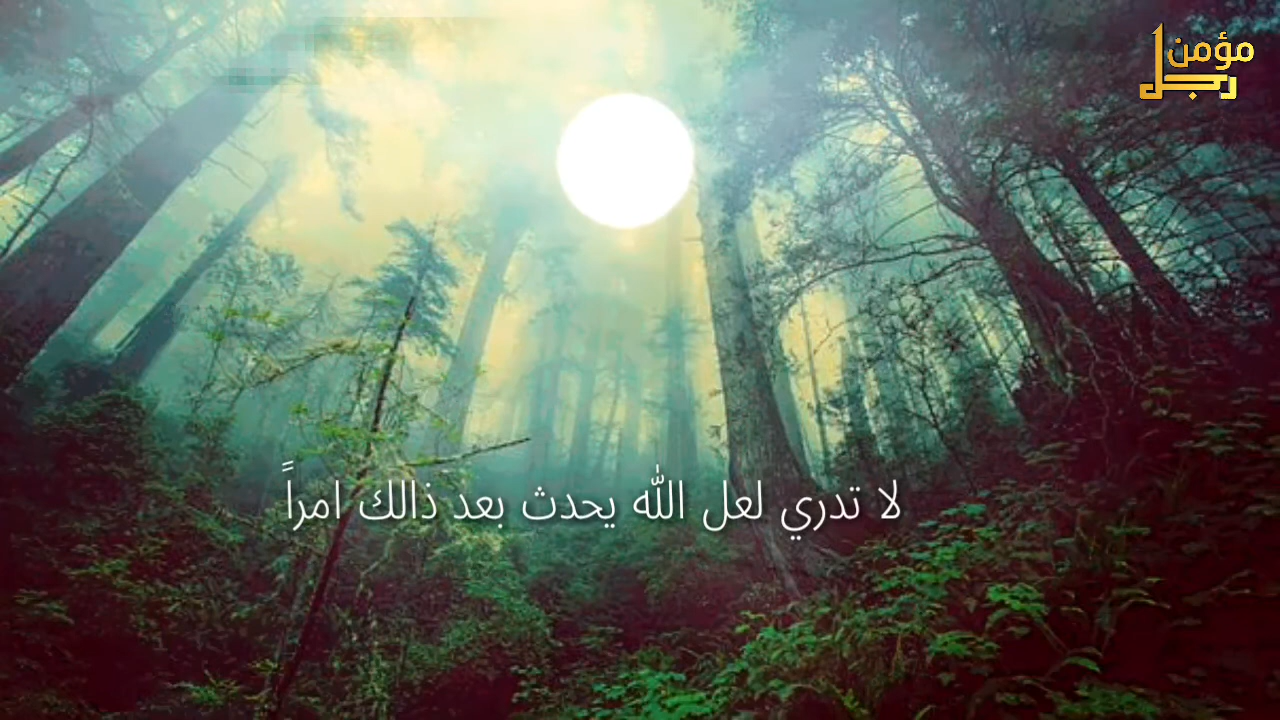 مؤمن
رجل
لا تدري لعل الله يحدث بعد ذالك امراً